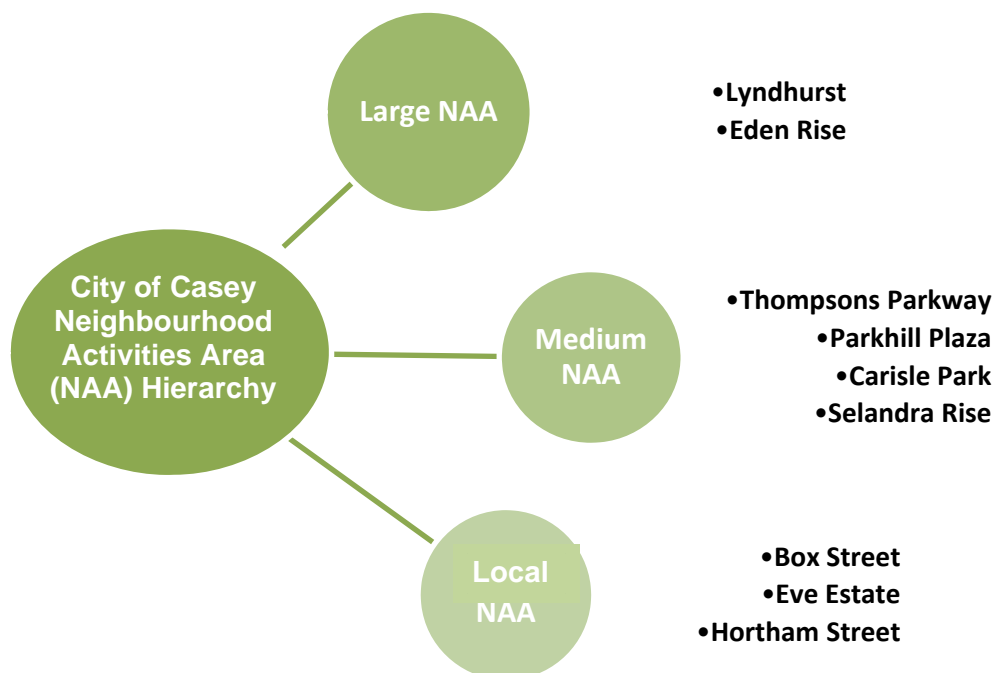 Large NAA
•Lyndhurst
•Eden Rise
City of Casey
Neighbourhood
Activities Area
(NAA) Hierarchy
Medium
NAA
•Thompsons Parkway
•Parkhill Plaza
•Carisle Park
•Selandra Rise
Local
NAA
•Box Street
•Eve Estate
•Hortham Street